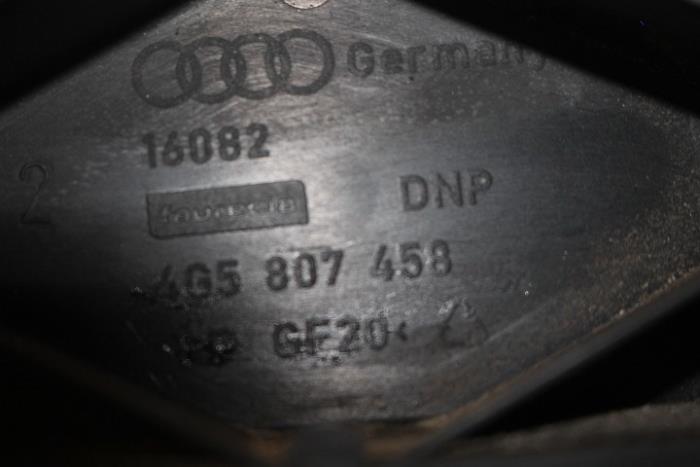 Germany
16082
2
faurecia
DNP
4G5 807 458
PP GF20<